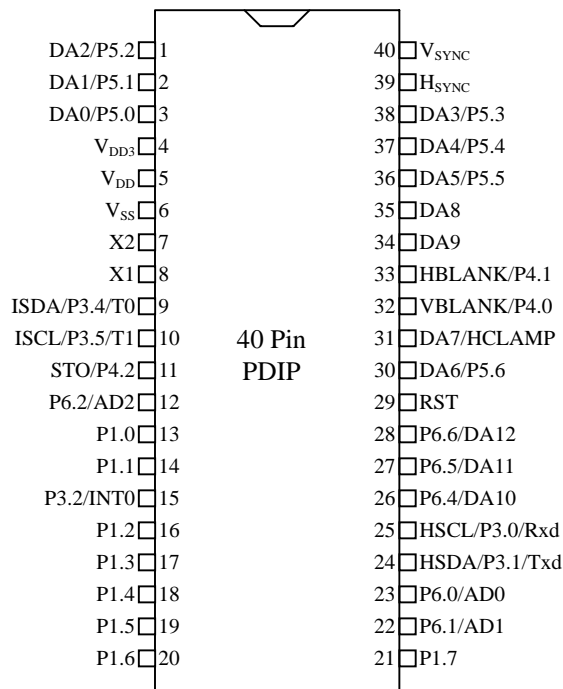 DA2/P5.2 1 40 VSYNC
DA1/P5.1 2 39 HSYNC
DA0/P5.0 3 38 DA3/P5.3
VDD3 4 37 DA4/P5.4
VDD 5 36 DA5/P5.5
VSS 6 35 DA8
X2 7 34 DA9
X1 8 33 HBLANK/P4.1
ISDA/P3.4/T0 9 32 VBLANK/P4.0
ISCL/P3.5/T1 10 40 Pin 31 DA7/HCLAMP
STO/P4.2 11 PDIP 30 DA6/P5.6
P6.2/AD2 12 29 RST
P1.0 13 28 P6.6/DA12
P1.1 14 27 P6.5/DA11
P3.2/INT0 15 26 P6.4/DA10
P1.2 16 25 HSCL/P3.0/Rxd
P1.3 17 24 HSDA/P3.1/Txd
P1.4 18 23 P6.0/AD0
P1.5 19 22 P6.1/AD1
P1.6 20 21 P1.7